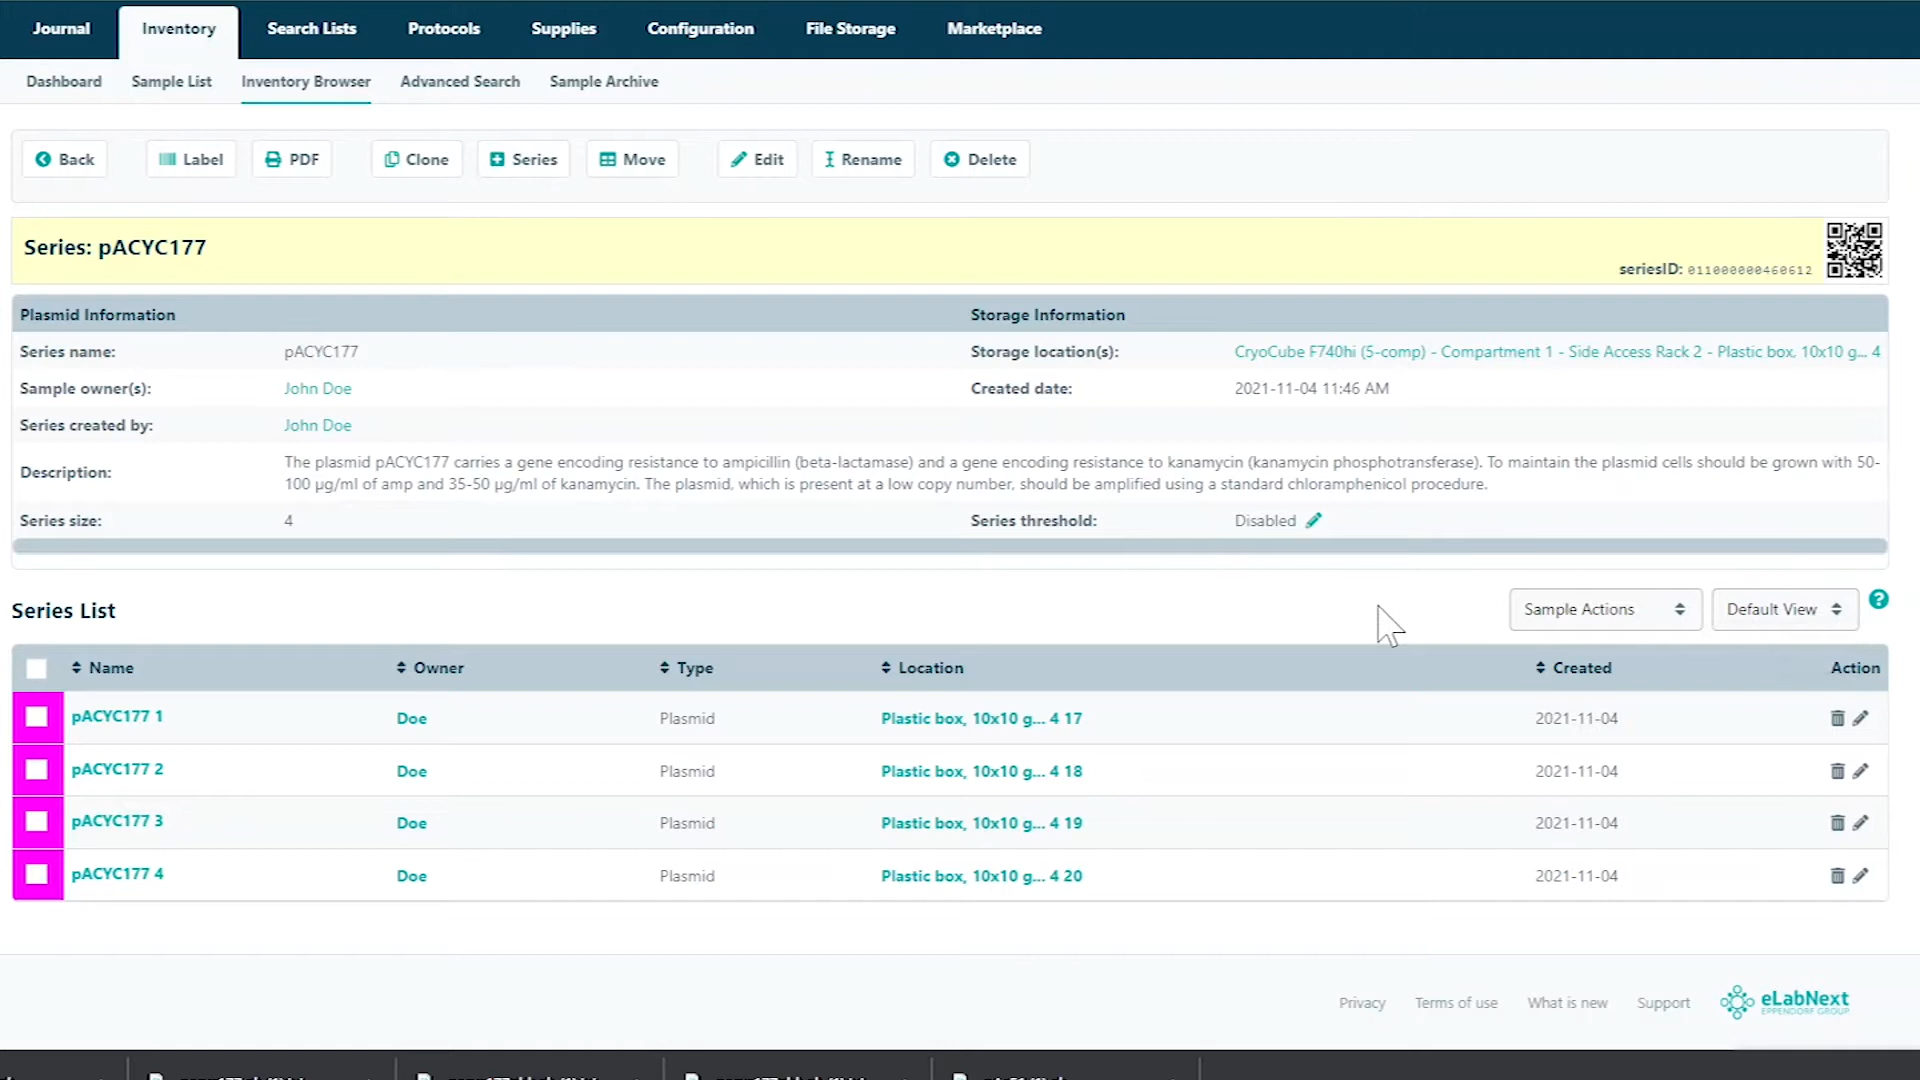 Journal Inventory Search Lists Protocols Supplies Configuration File Storage Marketplace
Dashboard Sample List Inventory Browser Advanced Search Sample Archive
Back Label PDF Clone Series Move Edit Rename Delete
Series: pACYC177
seriesID: 011000000460612
Plasmid Information Storage Information
Series name: pACYC177 Storage location(s): CryoCube F740hi (5-comp) - Compartment 1 - Side Access Rack 2 - Plastic box, 10x10 g... 4
Sample owner(s): John Doe Created date: 2021-11-04 11:46 AM
Series created by: John Doe
Description: The plasmid pACYC177 carries a gene encoding resistance to ampicillin (beta-lactamase) and a gene encoding resistance to kanamycin (kanamycin phosphotransferase). To maintain the plasmid cells should be grown with 50-
100 µg/ml of amp and 35-50 µg/ml of kanamycin. The plasmid, which is present at a low copy number, should be amplified using a standard chloramphenicol procedure.
Series size: 4 Series threshold: Disabled
Series List Sample Actions Default View ?
Name Owner Type Location Created Action
pACYC177 1 Doe Plasmid Plastic box, 10x10 g... 4 17 2021-11-04
pACYC177 2 Doe Plasmid Plastic box, 10x10 g... 4 18 2021-11-04
pACYC177 3 Doe Plasmid Plastic box, 10x10 g... 4 19 2021-11-04
pACYC177 4 Doe Plasmid Plastic box, 10x10 g... 4 20 2021-11-04
Privacy Terms of use What is new Support eLabNext
EPPENDORF GROUP